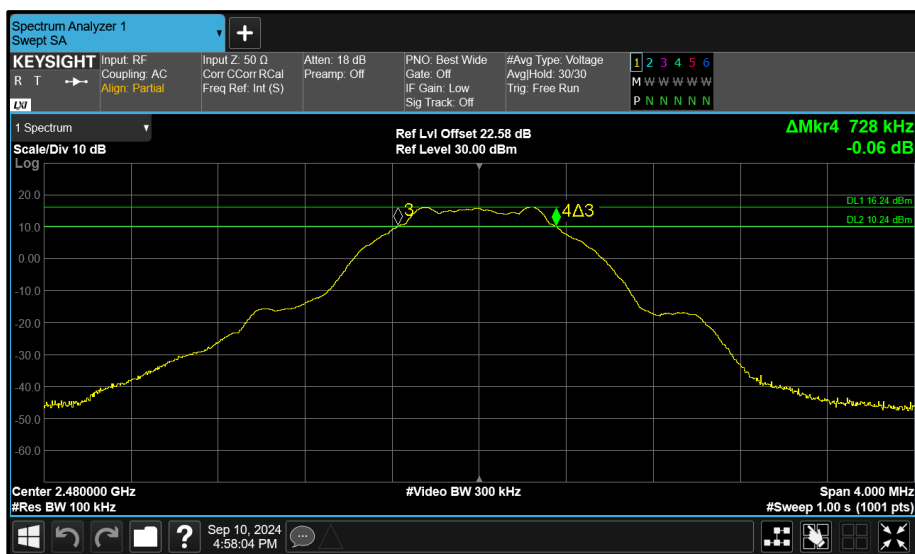 Spectrum Analyzer 1
Swept SA
KEYSIGHT
R T
LXI
Input: RF
Coupling: AC
Align: Partial
Input Z: 50 Ω
Corr CCorr RCal
Freq Ref: Int (S)
Atten: 18 dB
Preamp: Off
PNO: Best Wide
Gate: Off
IF Gain: Low
Sig Track: Off
#Avg Type: Voltage
Avg|Hold: 30/30
Trig: Free Run
1 2 3 4 5 6
M W W W W W
P N N N N N
1 Spectrum
Scale/Div 10 dB
Log
Ref Lvl Offset 22.58 dB
Ref Level 30.00 dBm
ΔMkr4 728 kHz
-0.06 dB
20.0
10.0
0.00
-10.0
-20.0
-30.0
-40.0
-50.0
-60.0
3
4Δ3
DL1 16.24 dBm
DL2 10.24 dBm
Center 2.480000 GHz
#Res BW 100 kHz
#Video BW 300 kHz
Span 4.000 MHz
#Sweep 1.00 s (1001 pts)
?
Sep 10, 2024
4:58:04 PM